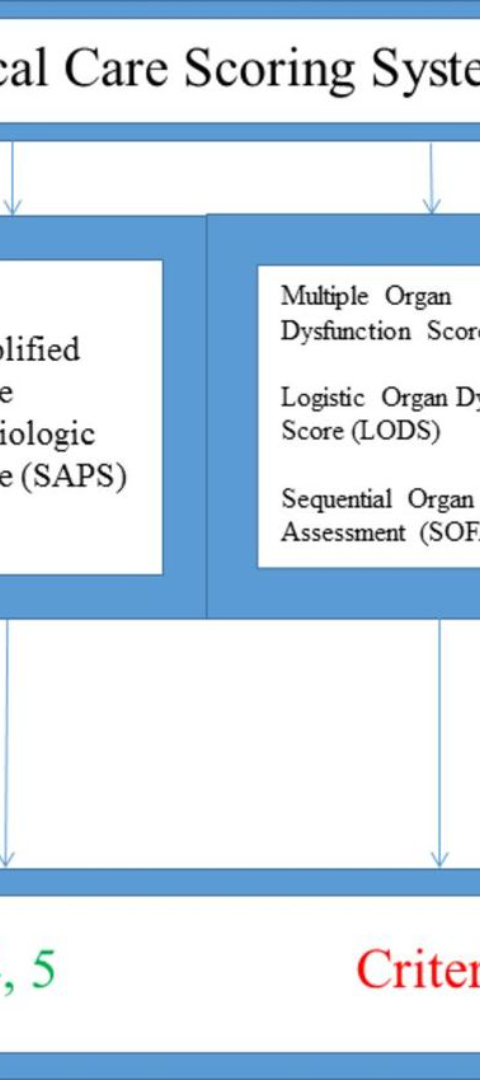 cal Care Scoring Syste
plified
e
iologic
e (SAPS)
Multiple Organ
Dysfunction Score
Logistic Organ Dy
Score (LODS)
Sequential Organ
Assessment (SOF
, 5
Criter